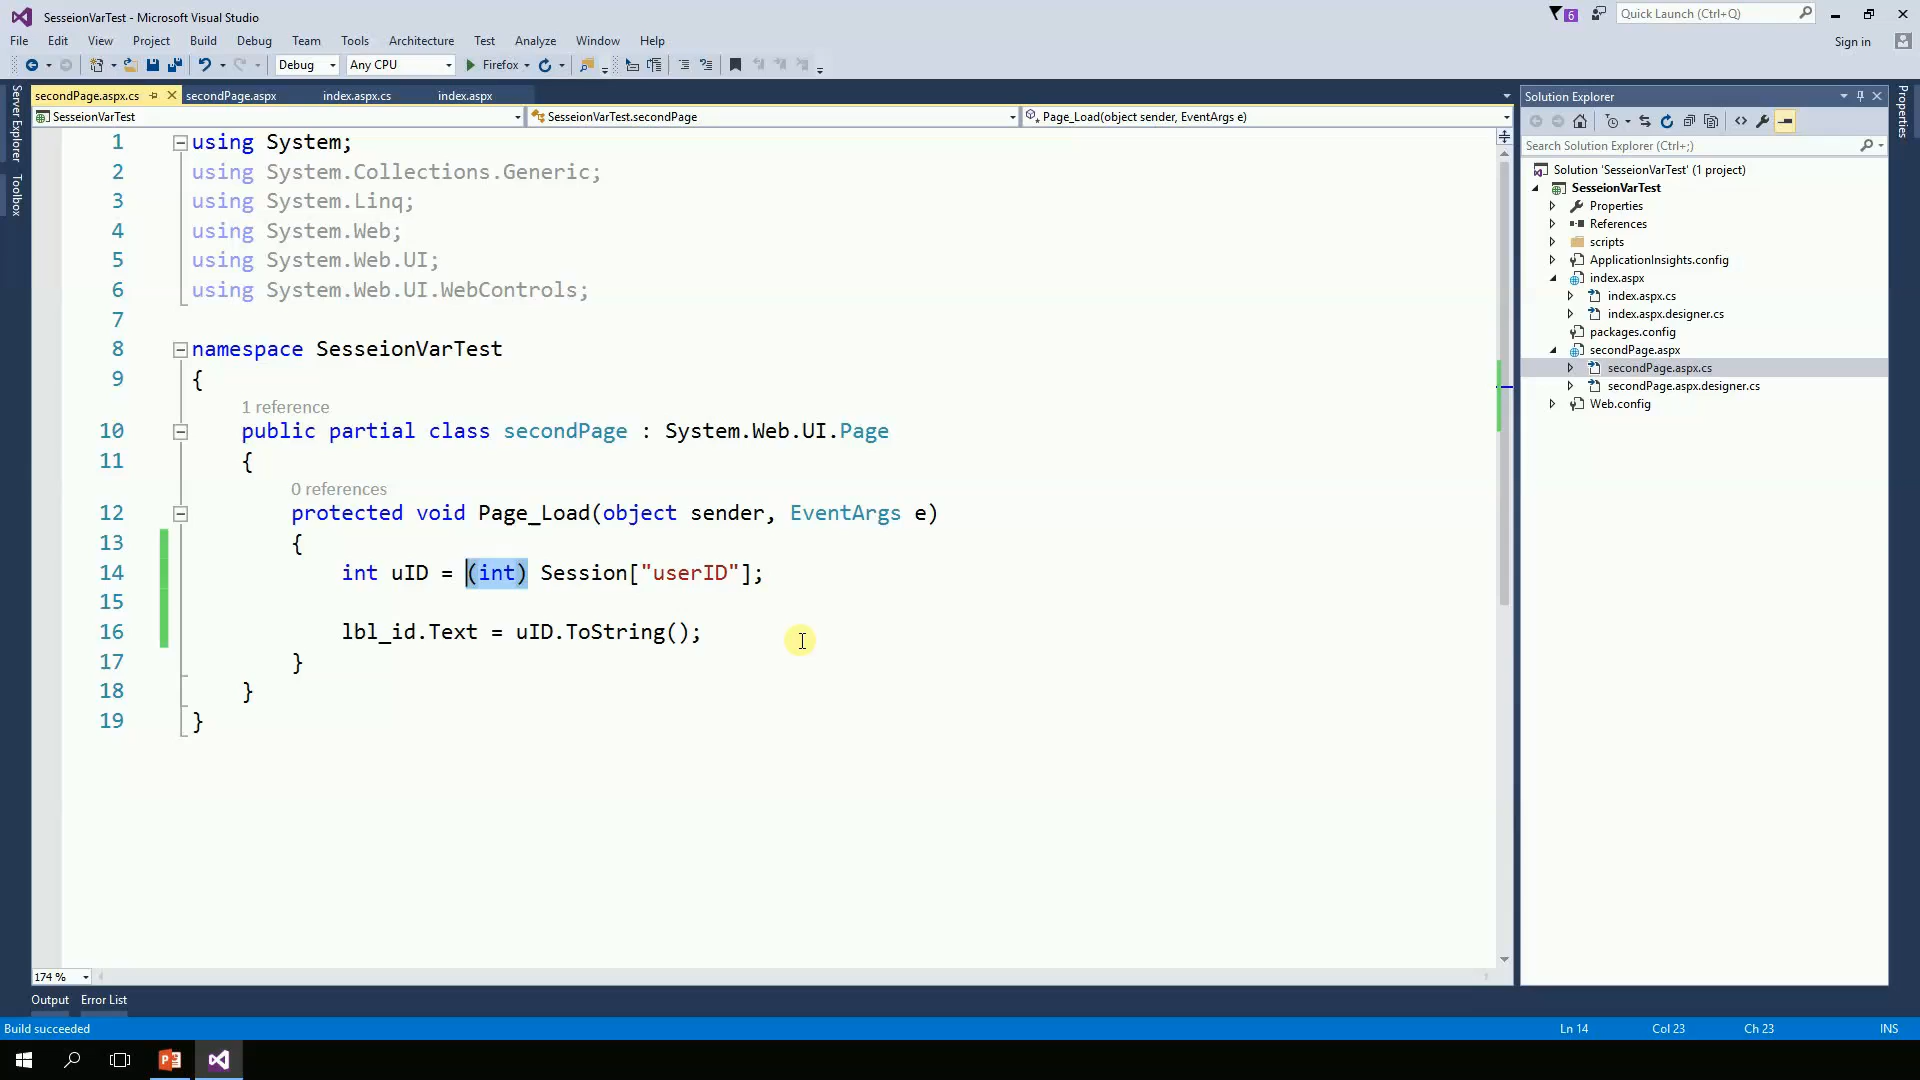 SesseionVarTest - Microsoft Visual Studio
6
Quick Launch (Ctrl+Q)
File Edit View Project Build Debug Team Tools Architecture Test Analyze Window Help
Sign in
Debug
Any CPU
Firefox
Server Explorer
Toolbox
secondPage.aspx.cs
secondPage.aspx
index.aspx.cs
index.aspx
SesseionVarTest
SesseionVarTest.secondPage
Page_Load(object sender, EventArgs e)
1 using System;
2 using System.Collections.Generic;
3 using System.Linq;
4 using System.Web;
5 using System.Web.UI;
6 using System.Web.UI.WebControls;
7
8 namespace SesseionVarTest
9 {
1 reference
10 public partial class secondPage : System.Web.UI.Page
11 {
0 references
12 protected void Page_Load(object sender, EventArgs e)
13 {
14 int uID = (int) Session["userID"];
15
16 lbl_id.Text = uID.ToString();
17 }
18 }
19 }
174 %
Solution Explorer
Search Solution Explorer (Ctrl+;)
Solution 'SesseionVarTest' (1 project)
SesseionVarTest
Properties
References
scripts
ApplicationInsights.config
index.aspx
index.aspx.cs
index.aspx.designer.cs
packages.config
secondPage.aspx
secondPage.aspx.cs
secondPage.aspx.designer.cs
Web.config
Properties
Output
Error List
Build succeeded
Ln 14
Col 23
Ch 23
INS